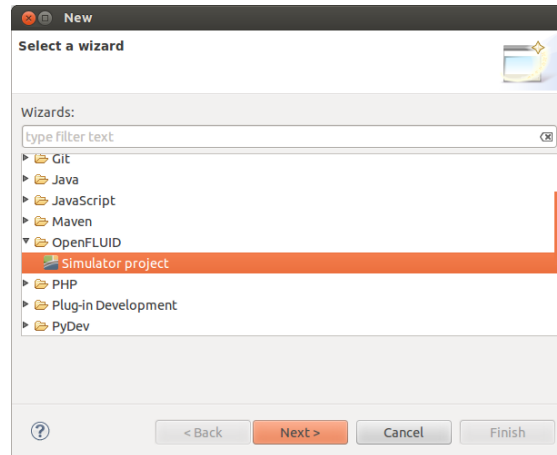 New
Select a wizard
Wizards:
type filter text
Git
Java
JavaScript
Maven
OpenFLUID
Simulator project
PHP
Plug-in Development
PyDev
? < Back Next > Cancel Finish